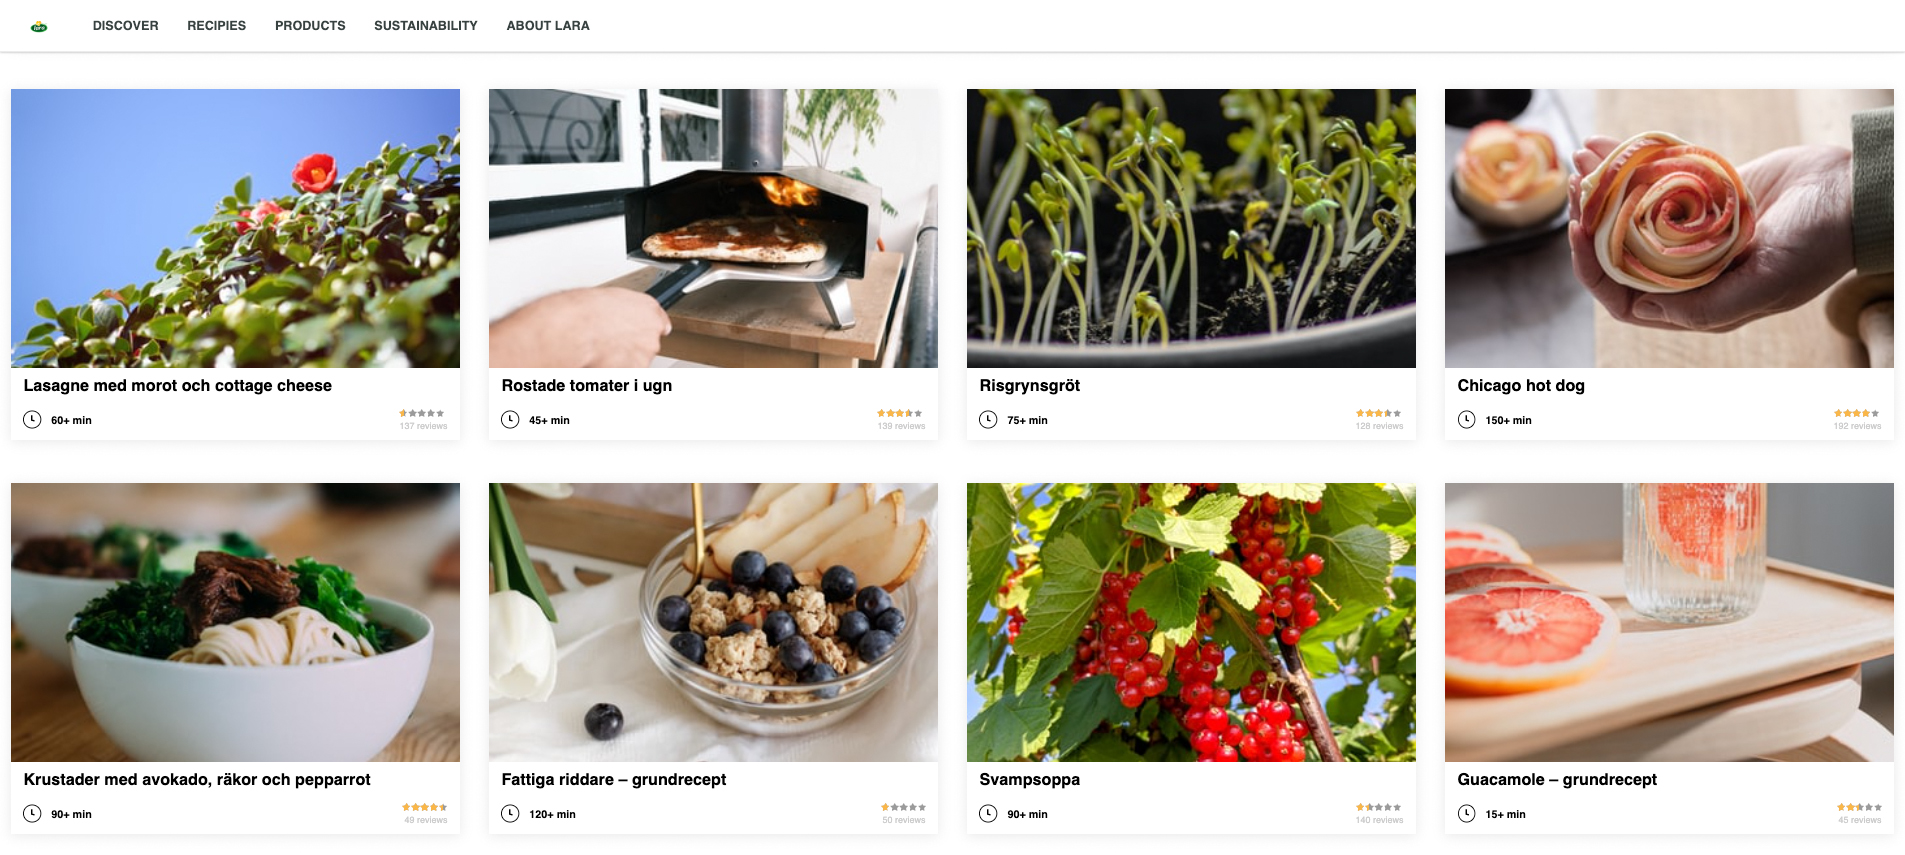 DISCOVER RECIPIES PRODUCTS SUSTAINABILITY ABOUT LARA
Lasagne med morot och cottage cheese
60+ min
137 reviews
Rostade tomater i ugn
45+ min
139 reviews
Risgrynsgröt
75+ min
128 reviews
Chicago hot dog
150+ min
192 reviews
Krustader med avokado, räkor och pepparrot
90+ min
49 reviews
Fattiga riddare – grundrecept
120+ min
50 reviews
Svampsoppa
90+ min
140 reviews
Guacamole – grundrecept
15+ min
45 reviews